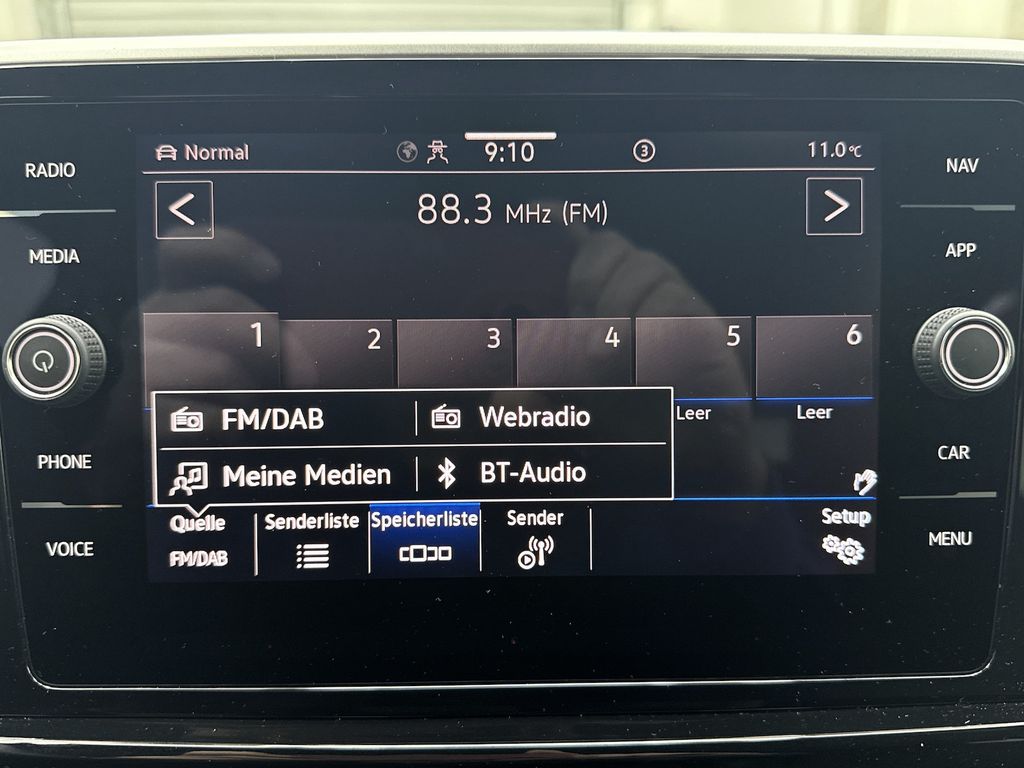 Normal
9:10
3
11.0°C
RADIO
NAV
88.3 MHz (FM)
MEDIA
APP
1 2 3 4 5 6
Leer Leer
FM/DAB Webradio
Meine Medien BT-Audio
PHONE
CAR
Quelle Senderliste Speicherliste Sender Setup
FM/DAB
VOICE
MENU